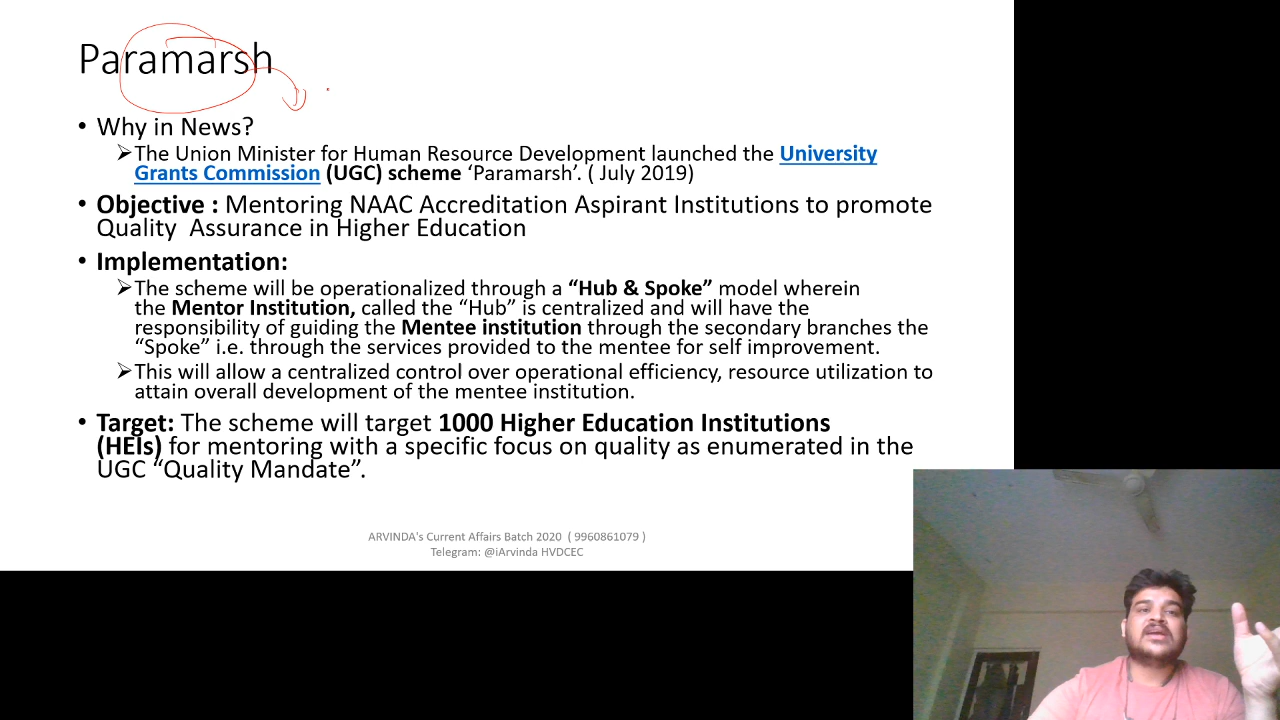 Paramarsh
• Why in News?
➢The Union Minister for Human Resource Development launched the University
Grants Commission (UGC) scheme ‘Paramarsh’. ( July 2019)
• Objective : Mentoring NAAC Accreditation Aspirant Institutions to promote
Quality Assurance in Higher Education
• Implementation:
➢The scheme will be operationalized through a “Hub & Spoke” model wherein
the Mentor Institution, called the “Hub” is centralized and will have the
responsibility of guiding the Mentee institution through the secondary branches the
“Spoke” i.e. through the services provided to the mentee for self improvement.
➢This will allow a centralized control over operational efficiency, resource utilization to
attain overall development of the mentee institution.
• Target: The scheme will target 1000 Higher Education Institutions
(HEIs) for mentoring with a specific focus on quality as enumerated in the
UGC “Quality Mandate”.
ARVINDA's Current Affairs Batch 2020 ( 9960861079 )
Telegram: @iArvinda HVDCEC